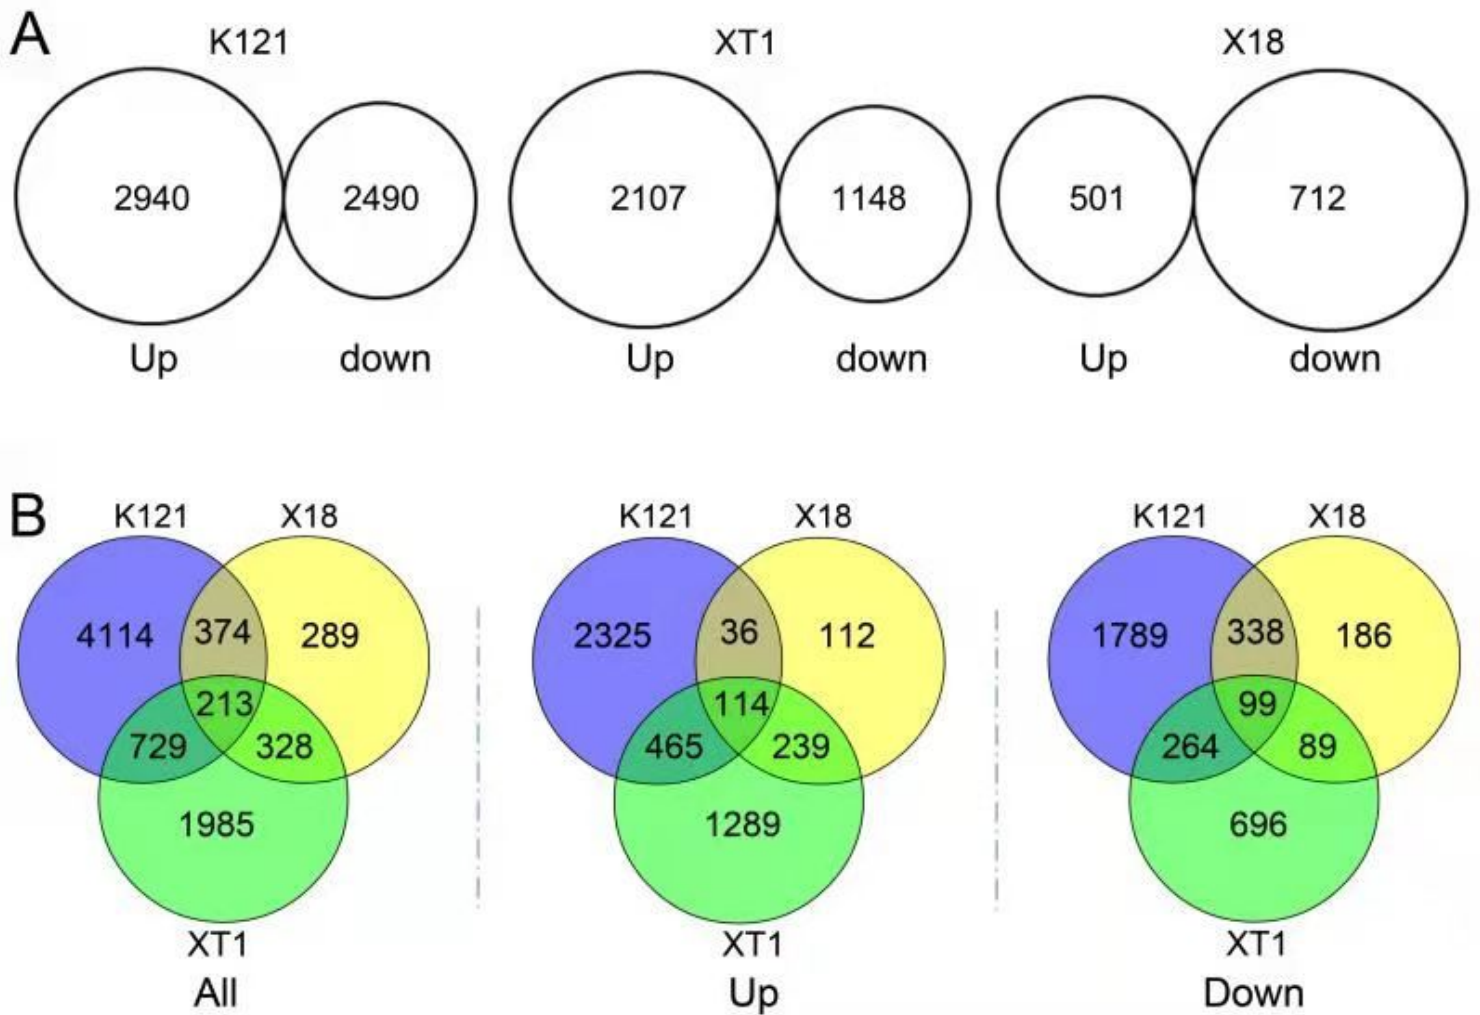 A
K121 XT1 X18
2940 2490 2107 1148 501 712
Up down Up down Up down
B
K121 X18 K121 X18 K121 X18
4114 374 289 2325 36 112 1789 338 186
213 114 99
729 328 465 239 264 89
1985 1289 696
XT1 XT1 XT1
All Up Down